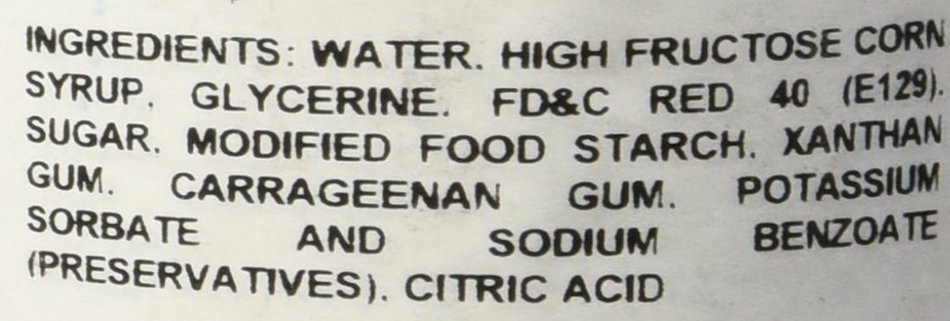 INGREDIENTS: WATER. HIGH FRUCTOSE CORN
SYRUP. GLYCERINE. FD&C RED 40 (E129).
SUGAR. MODIFIED FOOD STARCH. XANTHAN
GUM. CARRAGEENAN GUM. POTASSIUM
SORBATE AND SODIUM BENZOATE
(PRESERVATIVES). CITRIC ACID